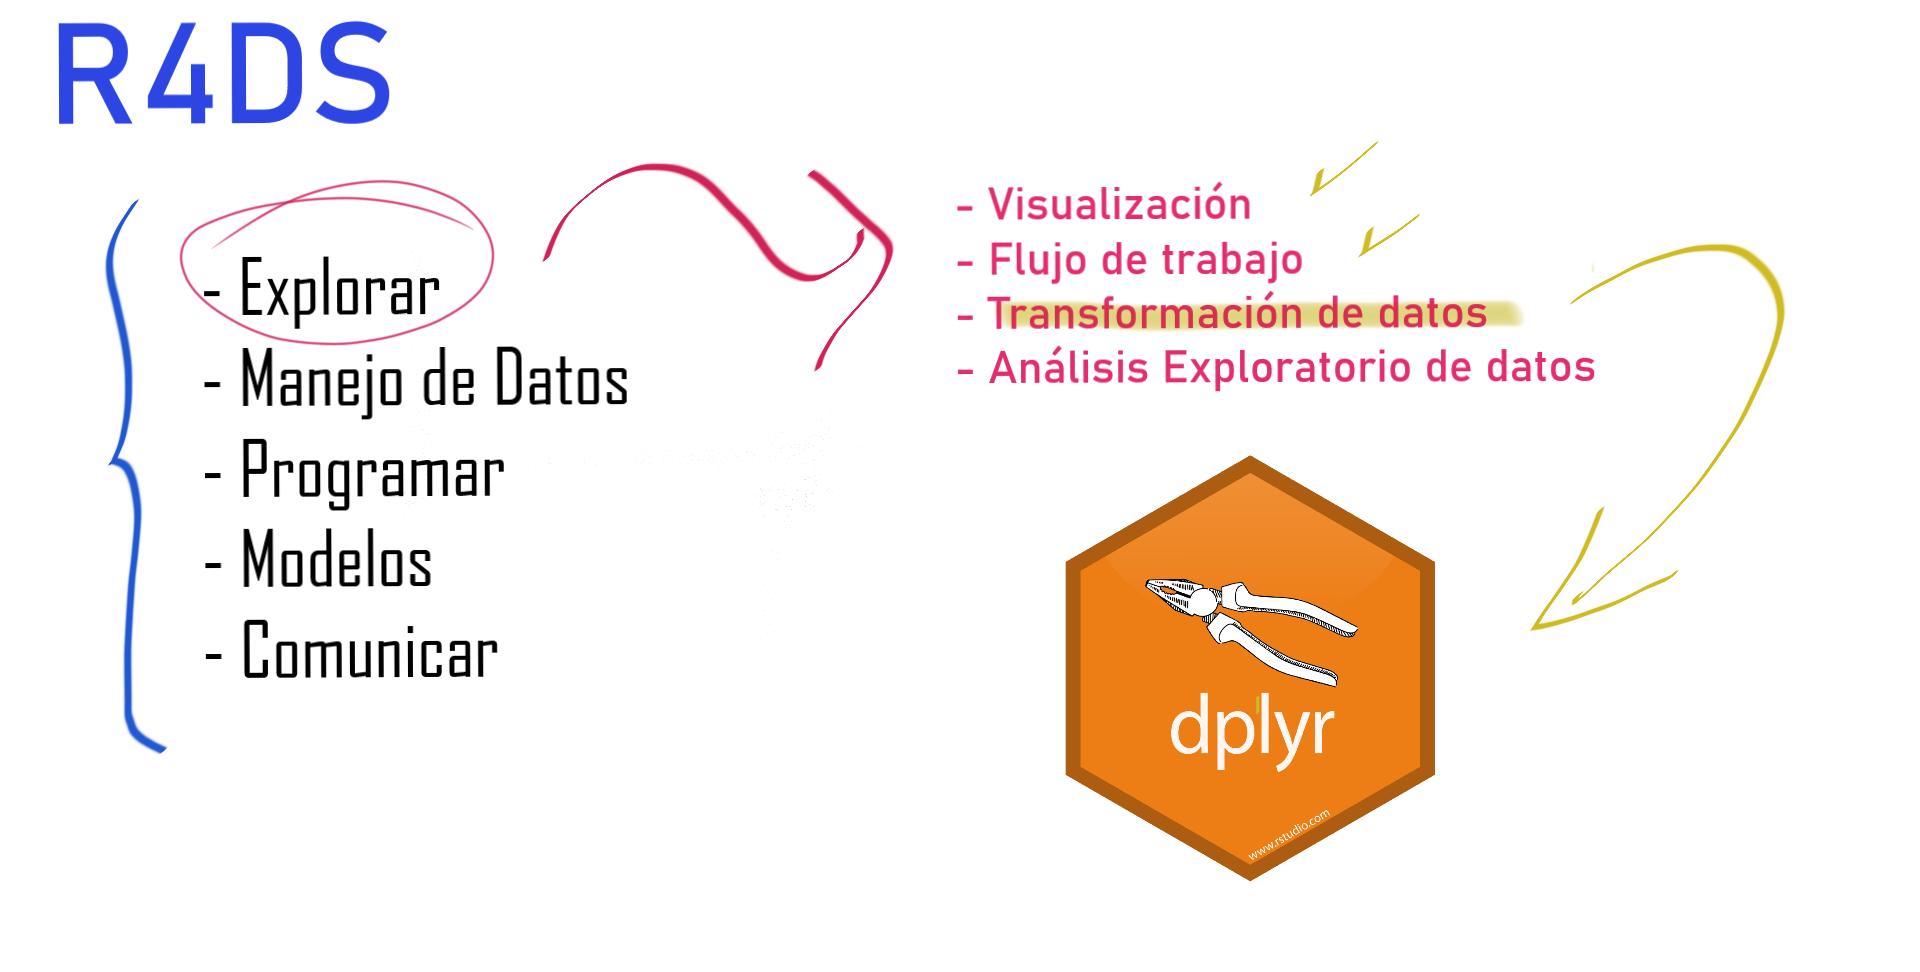 R4DS
- Explorar
- Manejo de Datos
- Programar
- Modelos
- Comunicar
- Visualización
- Flujo de trabajo
- Transformación de datos
- Análisis Exploratorio de datos
dplyr
www.rstudio.com